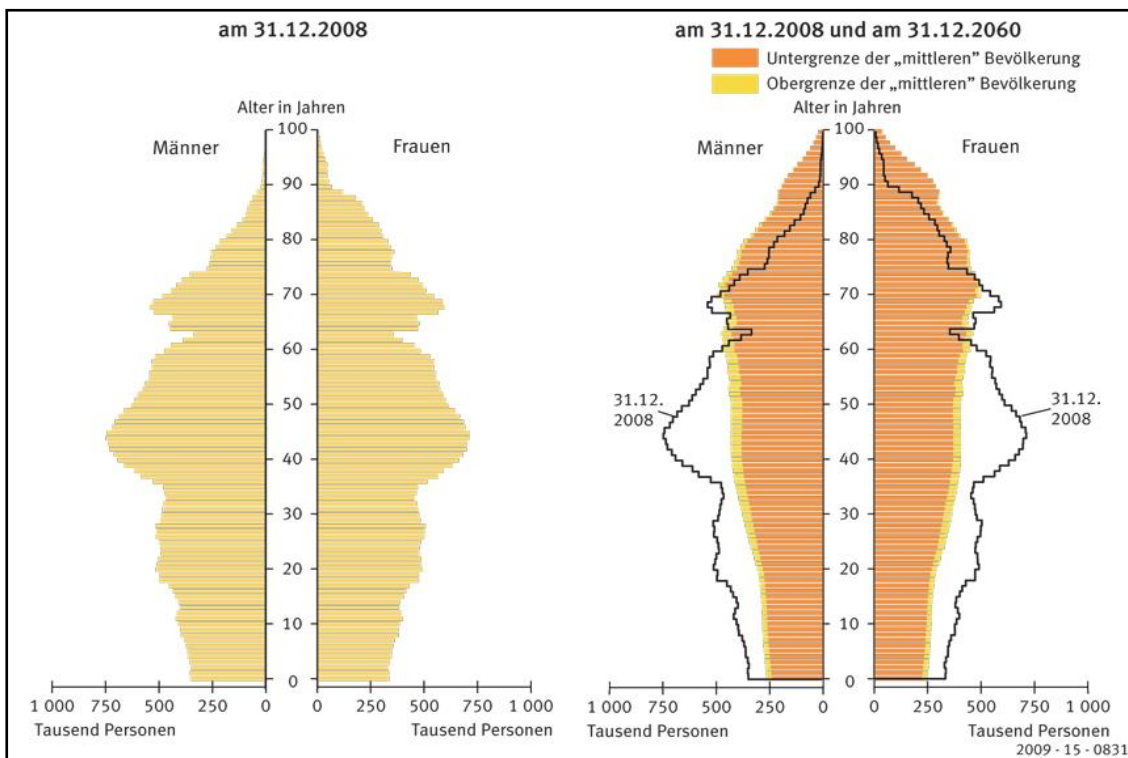 am 31.12.2008
Alter in Jahren
Männer
Frauen
100
90
80
70
60
50
40
30
20
10
0
1 000 750 500 250 0
0 250 500 750 1 000
Tausend Personen
Tausend Personen
am 31.12.2008 und am 31.12.2060
Untergrenze der „mittleren” Bevölkerung
Obergrenze der „mittleren” Bevölkerung
Alter in Jahren
Männer
Frauen
100
90
80
70
60
50
40
30
20
10
0
31.12.
2008
31.12.
2008
1 000 750 500 250 0
0 250 500 750 1 000
Tausend Personen
Tausend Personen
2009 - 15 - 0831